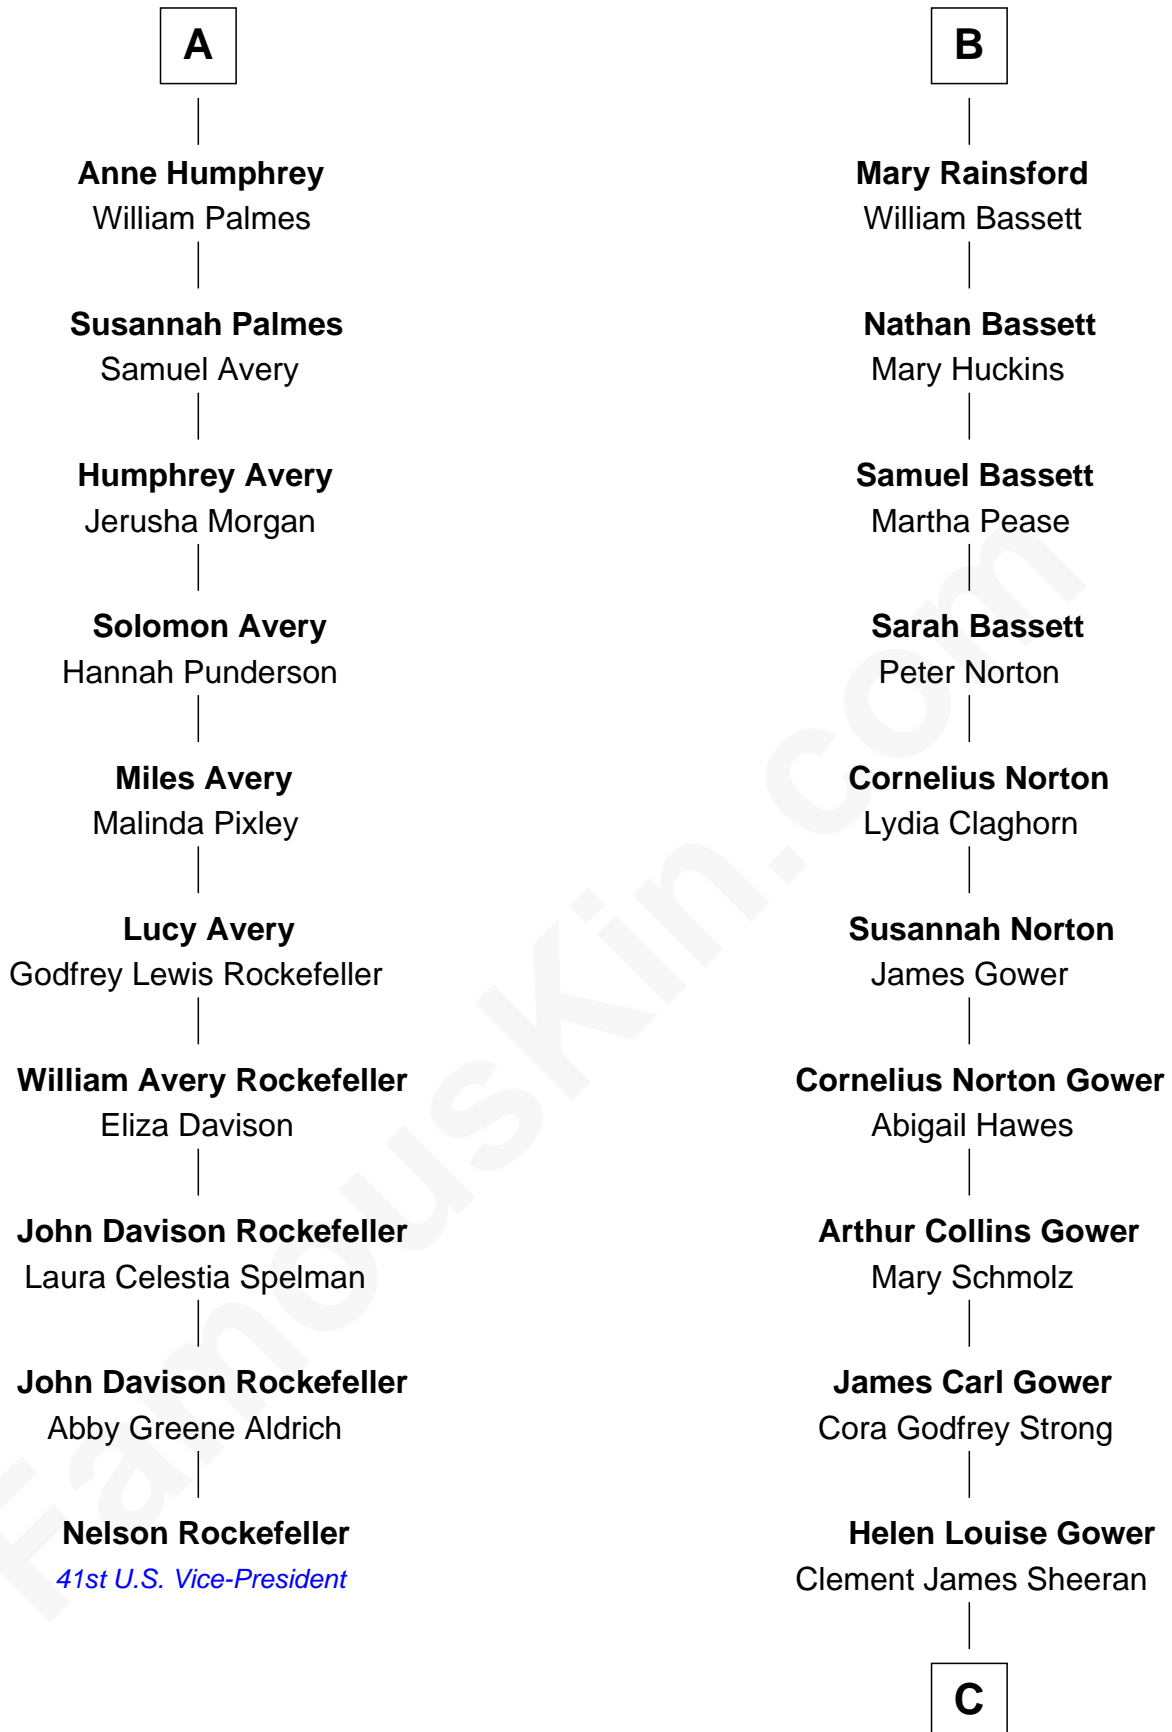 A
Anne Humphrey
William Palmes
Susannah Palmes
Samuel Avery
Humphrey Avery
Jerusha Morgan
Solomon Avery
Hannah Punderson
Miles Avery
Malinda Pixley
Lucy Avery
Godfrey Lewis Rockefeller
William Avery Rockefeller
Eliza Davison
John Davison Rockefeller
Laura Celestia Spelman
John Davison Rockefeller
Abby Greene Aldrich
Nelson Rockefeller
41st U.S. Vice-President
B
Mary Rainsford
William Bassett
Nathan Bassett
Mary Huckins
Samuel Bassett
Martha Pease
Sarah Bassett
Peter Norton
Cornelius Norton
Lydia Claghorn
Susannah Norton
James Gower
Cornelius Norton Gower
Abigail Hawes
Arthur Collins Gower
Mary Schmolz
James Carl Gower
Cora Godfrey Strong
Helen Louise Gower
Clement James Sheeran
C
FamousKin.com